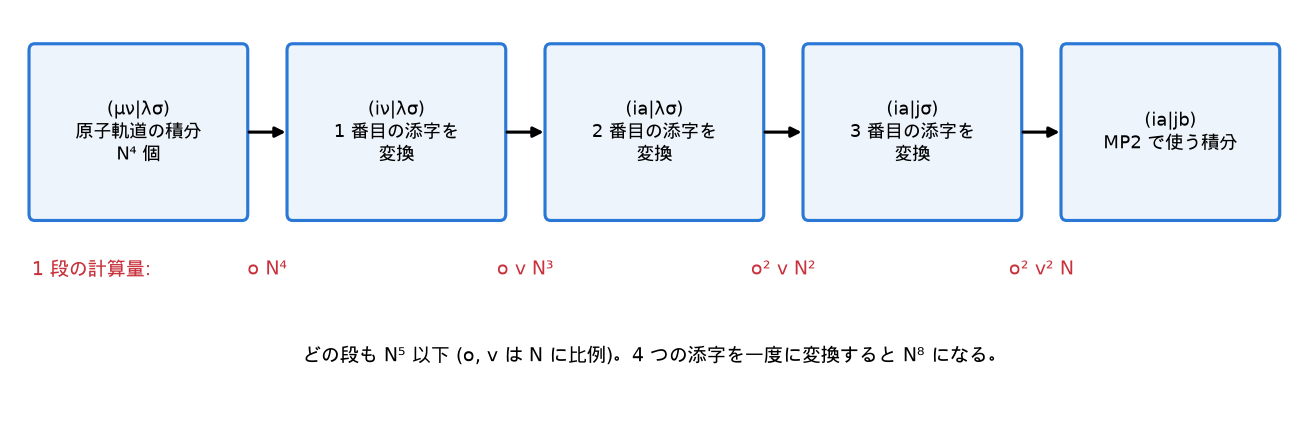 (μν|λσ)
原子軌道の積分
N⁴ 個
(iν|λσ)
1 番目の添字を
変換
(ia|λσ)
2 番目の添字を
変換
(ia|jσ)
3 番目の添字を
変換
(ia|jb)
MP2 で使う積分
1 段の計算量:
o N⁴
o v N³
o² v N²
o² v² N
どの段も N⁵ 以下 (o, v は N に比例)。4 つの添字を一度に変換すると N⁸ になる。